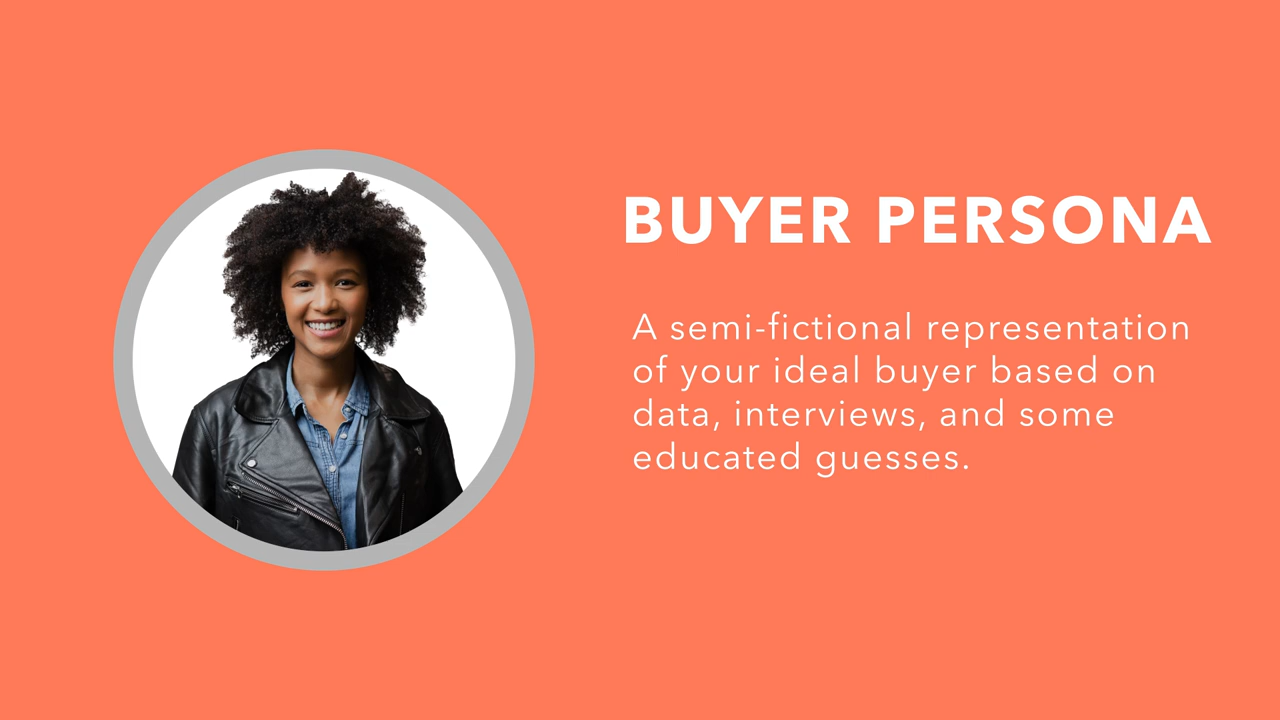 BUYER PERSONA
A semi-fictional representation
of your ideal buyer based on
data, interviews, and some
educated guesses.